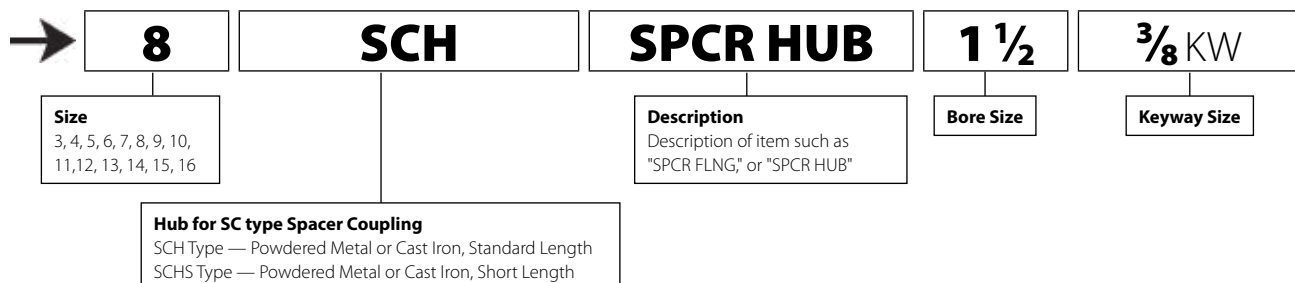 8 SCH SPCR HUB 1 ½ ⅜ KW
Size
3, 4, 5, 6, 7, 8, 9, 10,
11,12, 13, 14, 15, 16
Description
Description of item such as
"SPCR FLNG," or "SPCR HUB"
Bore Size
Keyway Size
Hub for SC type Spacer Coupling
SCH Type — Powdered Metal or Cast Iron, Standard Length
SCHS Type — Powdered Metal or Cast Iron, Short Length